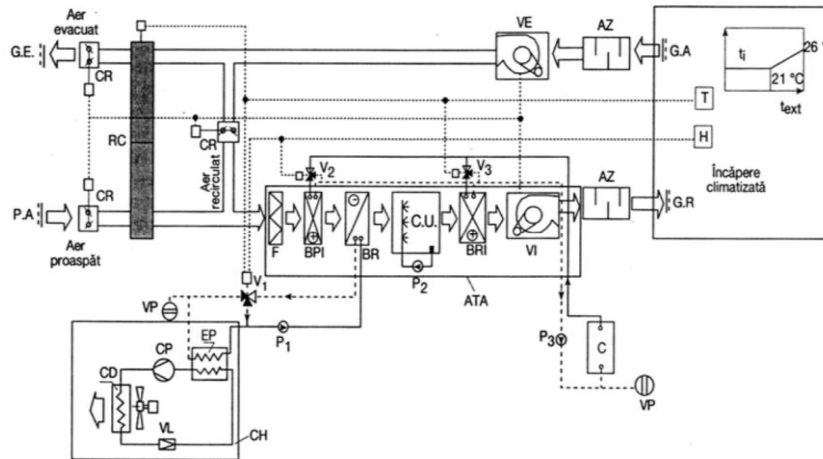 Aer
evacuat
G.E.
CR
VE
AZ
G.A
ti
26 °C
21 °C
text
T
H
RC
CR
Aer
recirculat
V2
V3
Încăpere
climatizată
CR
AZ
G.R
P.A
Aer
proaspăt
F
BPI
BR
C.U.
BRI
VI
P2
ATA
V1
VP
EP
P1
CP
CD
VL
CH
P3
C
VP